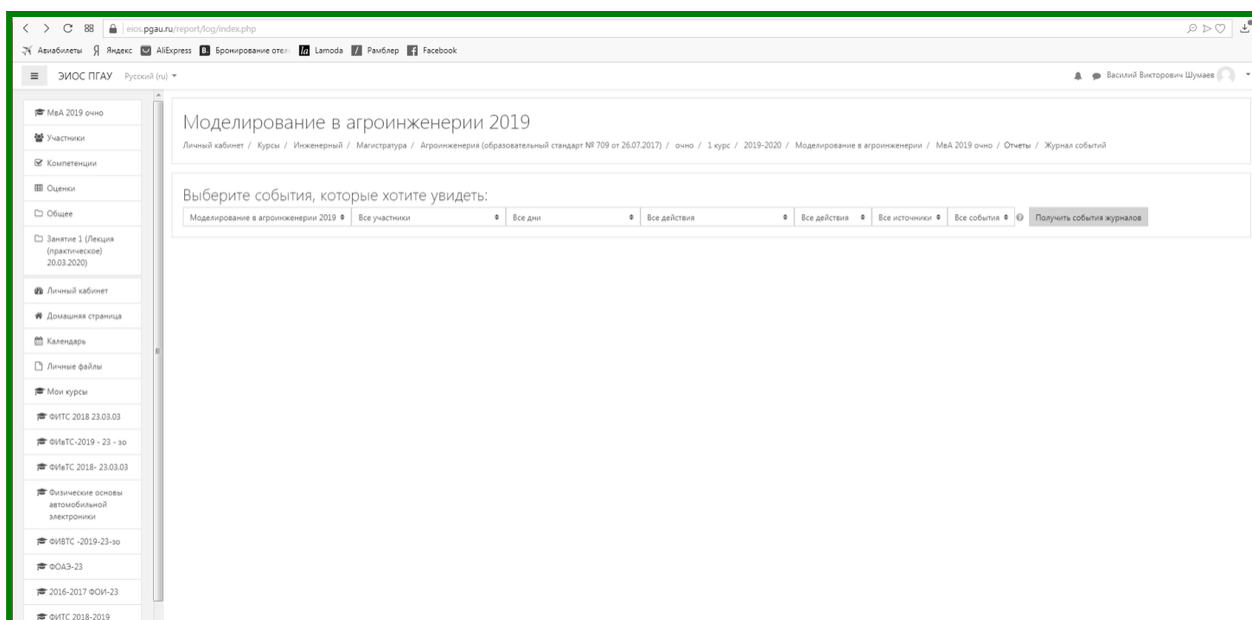 88
eios.pgau.ru/report/log/index.php
Авиабилеты Яндекс AliExpress Бронирование отел Lamoda Рамблер Facebook
ЭИОС ПГАУ Русский (ru) Василий Викторович Шумаев
МвА 2019 очно
Участники
Компетенции
Оценки
Общее
Занятие 1 (Лекция
(практическое)
20.03.2020)
Личный кабинет
Домашняя страница
Календарь
Личные файлы
Мои курсы
ФИТС 2018 23.03.03
ФИвТС-2019 - 23 - зо
ФИвТС 2018- 23.03.03
Физические основы
автомобильной
электроники
ФИВТС -2019-23-зо
ФОАЭ-23
2016-2017 ФОИ-23
ФИТС 2018-2019
Моделирование в агроинженерии 2019
Личный кабинет / Курсы / Инженерный / Магистратура / Агроинженерия (образовательный стандарт № 709 от 26.07.2017) / очно / 1 курс / 2019-2020 / Моделирование в агроинженерии / МвА 2019 очно / Отчеты / Журнал событий
Выберите события, которые хотите увидеть:
Моделирование в агроинженерии 2019 Все участники Все дни Все действия Все действия Все источники Все события Получить события журналов